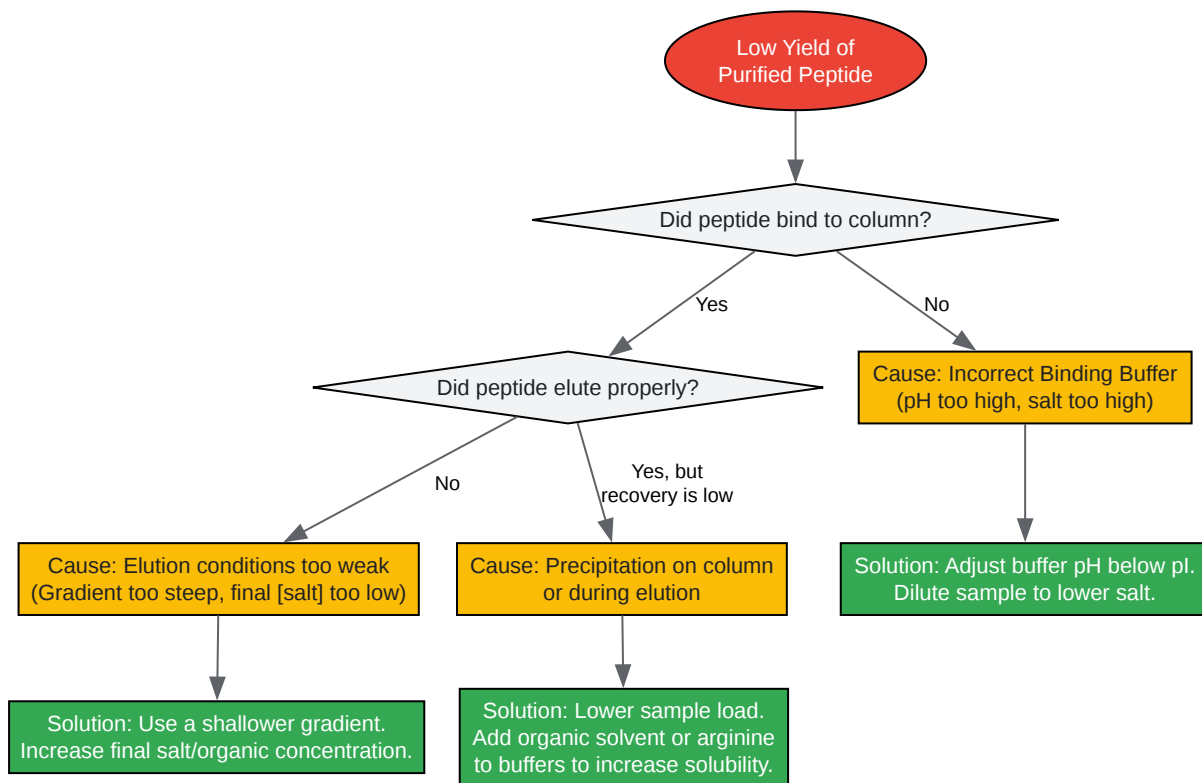 Low Yield of
Purified Peptide
Did peptide bind to column?
Yes
No
Did peptide elute properly?
Cause: Incorrect Binding Buffer
(pH too high, salt too high)
No
Yes, but
recovery is low
Cause: Elution conditions too weak
(Gradient too steep, final [salt] too low)
Cause: Precipitation on column
or during elution
Solution: Adjust buffer pH below pI.
Dilute sample to lower salt.
Solution: Use a shallower gradient.
Increase final salt/organic concentration.
Solution: Lower sample load.
Add organic solvent or arginine
to buffers to increase solubility.